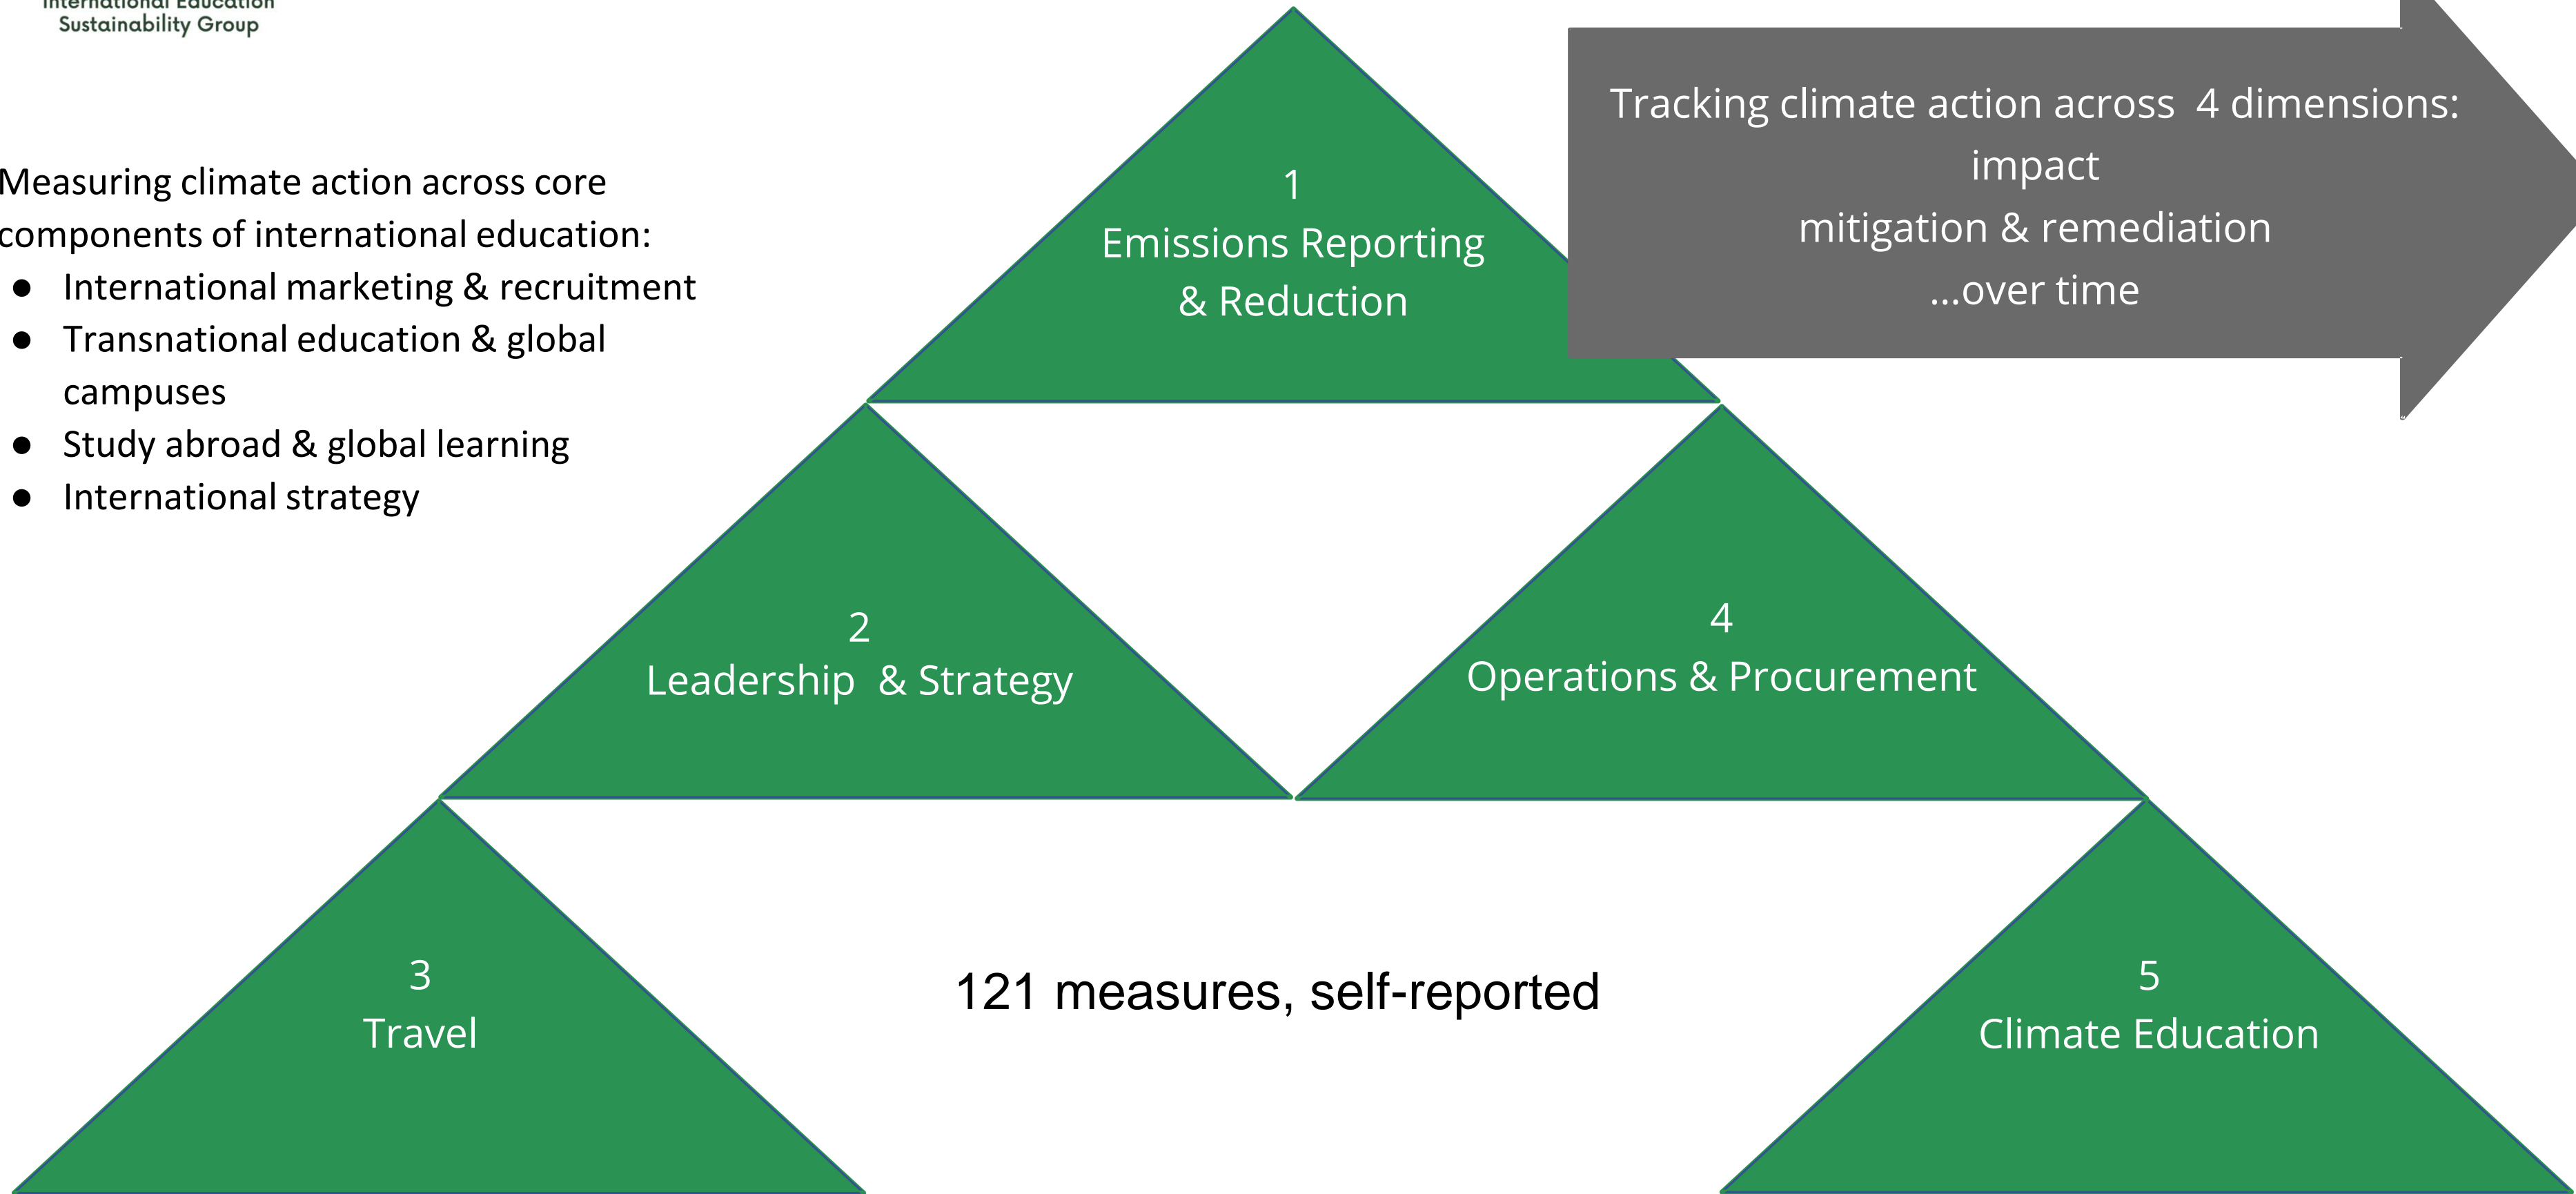 International Education
Sustainability Group
Measuring climate action across core
components of international education:
● International marketing & recruitment
● Transnational education & global
campuses
● Study abroad & global learning
● International strategy
Tracking climate action across  4 dimensions:
impact
mitigation & remediation
...over time
1
Emissions Reporting
& Reduction
2
Leadership  & Strategy
4
Operations & Procurement
3
Travel
121 measures, self-reported
5
Climate Education